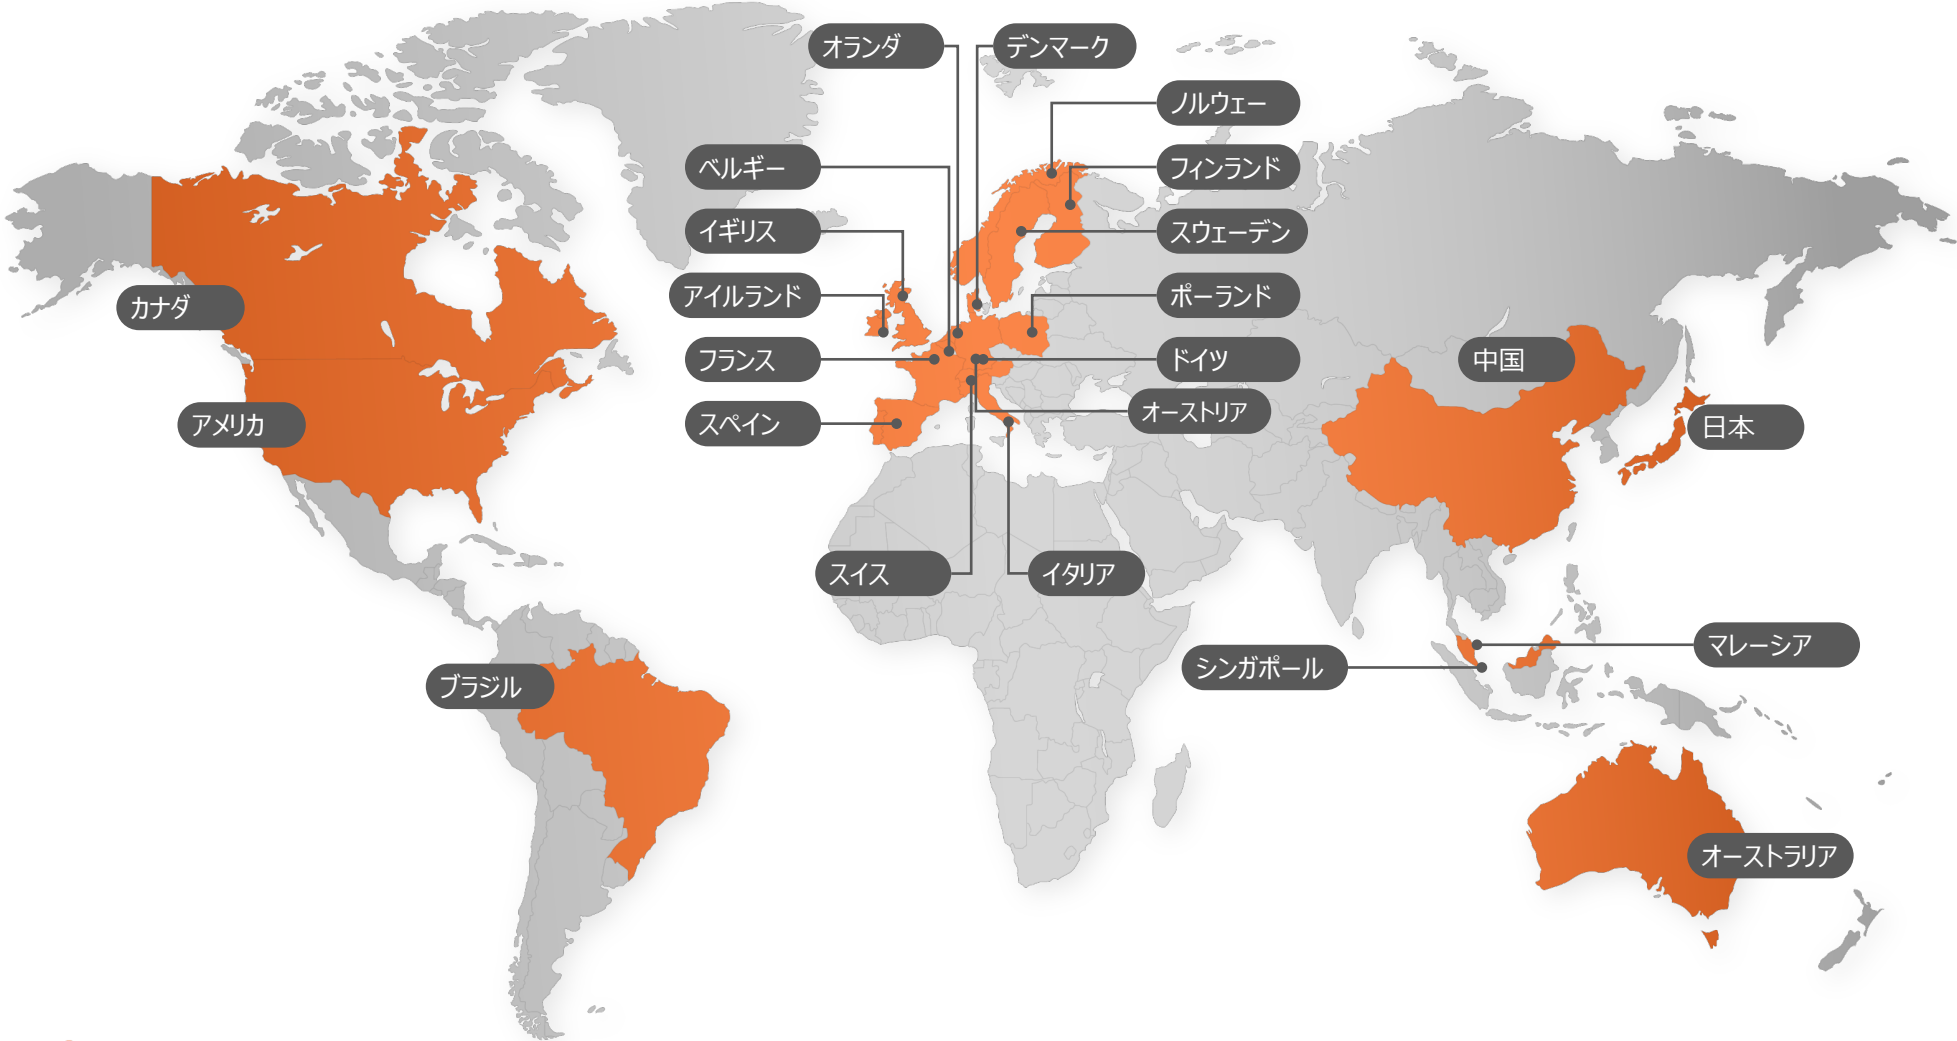 オランダ
デンマーク
ノルウェー
ベルギー
フィンランド
イギリス
スウェーデン
アイルランド
ポーランド
カナダ
フランス
ドイツ
中国
アメリカ
スペイン
オーストリア
日本
スイス
イタリア
マレーシア
シンガポール
ブラジル
オーストラリア